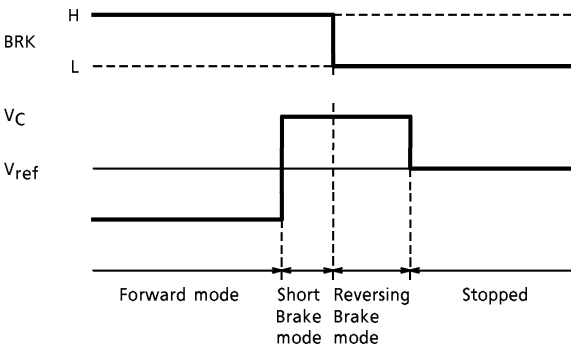 H
BRK
L
VC
Vref
Forward mode
Short Brake mode
Reversing Brake mode
Stopped